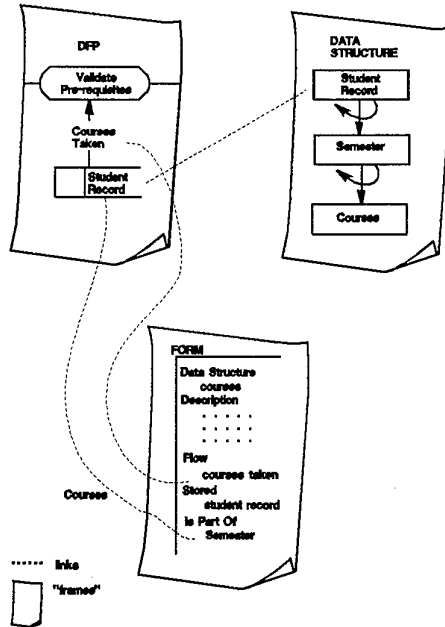 DFP
Validate
Pre-requisites
Courses
Taken
Student
Record
DATA
STRUCTURE
Student
Record
Semester
Courses
FORM
Data Structure
courses
Description
Flow
courses taken
Stored
student record
is Part Of
Semester
Courses
links
"frames"